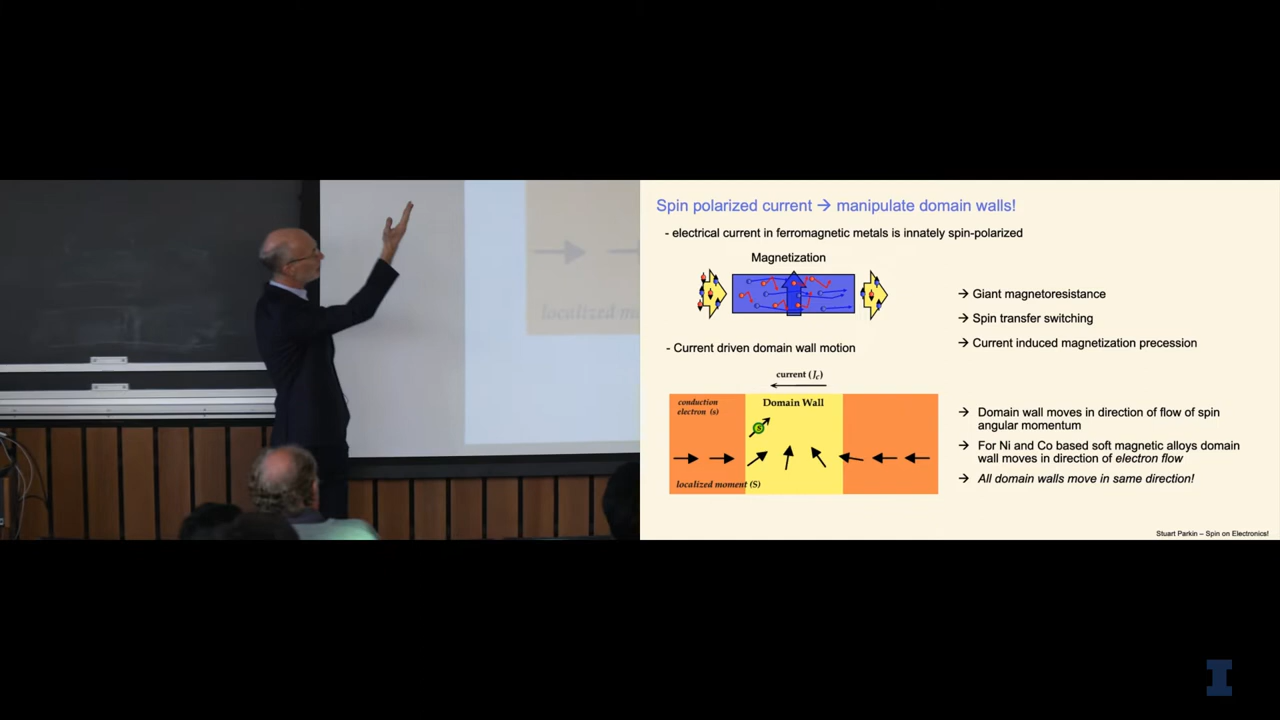 Spin polarized current → manipulate domain walls!
- electrical current in ferromagnetic metals is innately spin-polarized
Magnetization
→ Giant magnetoresistance
→ Spin transfer switching
→ Current induced magnetization precession
- Current driven domain wall motion
current (J_c)
conduction
electron (s)
Domain Wall
s
localized moment (S)
→ Domain wall moves in direction of flow of spin
angular momentum
→ For Ni and Co based soft magnetic alloys domain
wall moves in direction of electron flow
→ All domain walls move in same direction!
Stuart Parkin – Spin on Electronics!
localized m
I